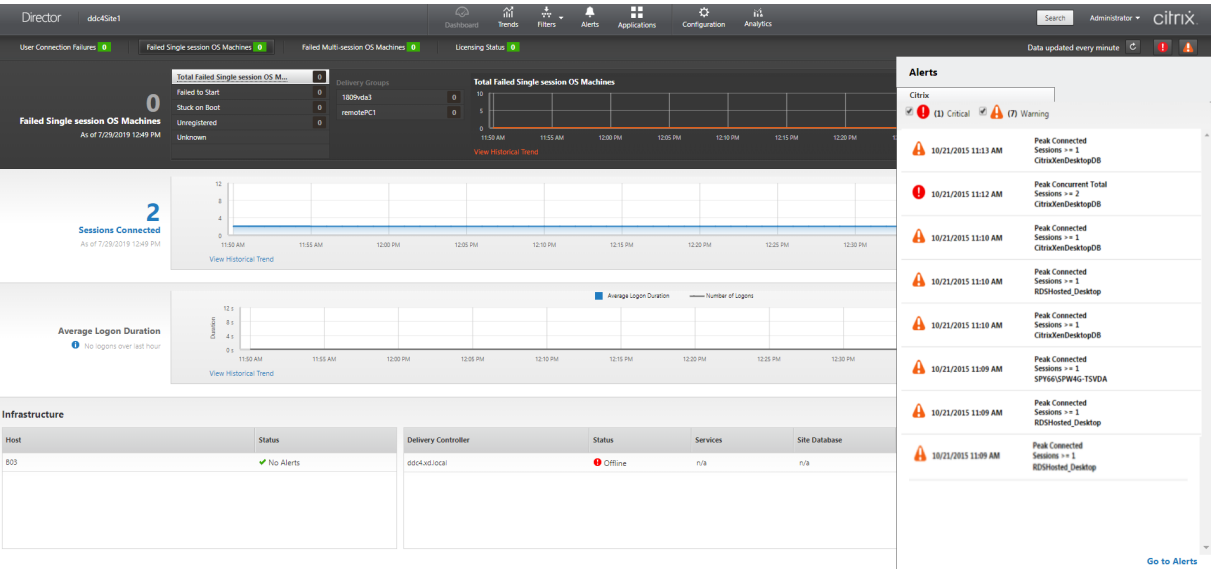 Director ddc4Site1
Dashboard Trends Filters Alerts Applications Configuration Analytics
Search Administrator citrix
User Connection Failures 0 Failed Single session OS Machines 0 Failed Multi-session OS Machines 0 Licensing Status 0 Data updated every minute
0
Failed Single session OS Machines
As of 7/29/2019 12:49 PM
Total Failed Single session OS M... 0
Failed to Start 0
Stuck on Boot 0
Unregistered 0
Unknown
Delivery Groups
1809vda3 0
remotePC1 0
Total Failed Single session OS Machines
10
5
0
11:50 AM 11:55 AM 12:00 PM 12:05 PM 12:10 PM 12:15 PM 12:20 PM
View Historical Trend
2
Sessions Connected
As of 7/29/2019 12:49 PM
12
8
4
0
11:50 AM 11:55 AM 12:00 PM 12:05 PM 12:10 PM 12:15 PM 12:20 PM 12:25 PM 12:30 PM
View Historical Trend
Average Logon Duration
No logons over last hour
Average Logon Duration Number of Logons
Duration
12 s
8 s
4 s
0 s
11:50 AM 11:55 AM 12:00 PM 12:05 PM 12:10 PM 12:15 PM 12:20 PM 12:25 PM 12:30 PM
View Historical Trend
Infrastructure
Host Status
B03 No Alerts
Delivery Controller Status Services Site Database
ddc4.xd.local Offline n/a n/a
Alerts
Citrix
(1) Critical (7) Warning
10/21/2015 11:13 AM
Peak Connected
Sessions >= 1
CitrixXenDesktopDB
10/21/2015 11:12 AM
Peak Concurrent Total
Sessions >= 2
CitrixXenDesktopDB
10/21/2015 11:10 AM
Peak Connected
Sessions >= 1
CitrixXenDesktopDB
10/21/2015 11:10 AM
Peak Connected
Sessions >= 1
RDSHosted_Desktop
10/21/2015 11:10 AM
Peak Connected
Sessions >= 1
CitrixXenDesktopDB
10/21/2015 11:09 AM
Peak Connected
Sessions >= 1
SPY66\SPW4G-TSVDA
10/21/2015 11:09 AM
Peak Connected
Sessions >= 1
RDSHosted_Desktop
10/21/2015 11:09 AM
Peak Connected
Sessions >= 1
RDSHosted_Desktop
Go to Alerts